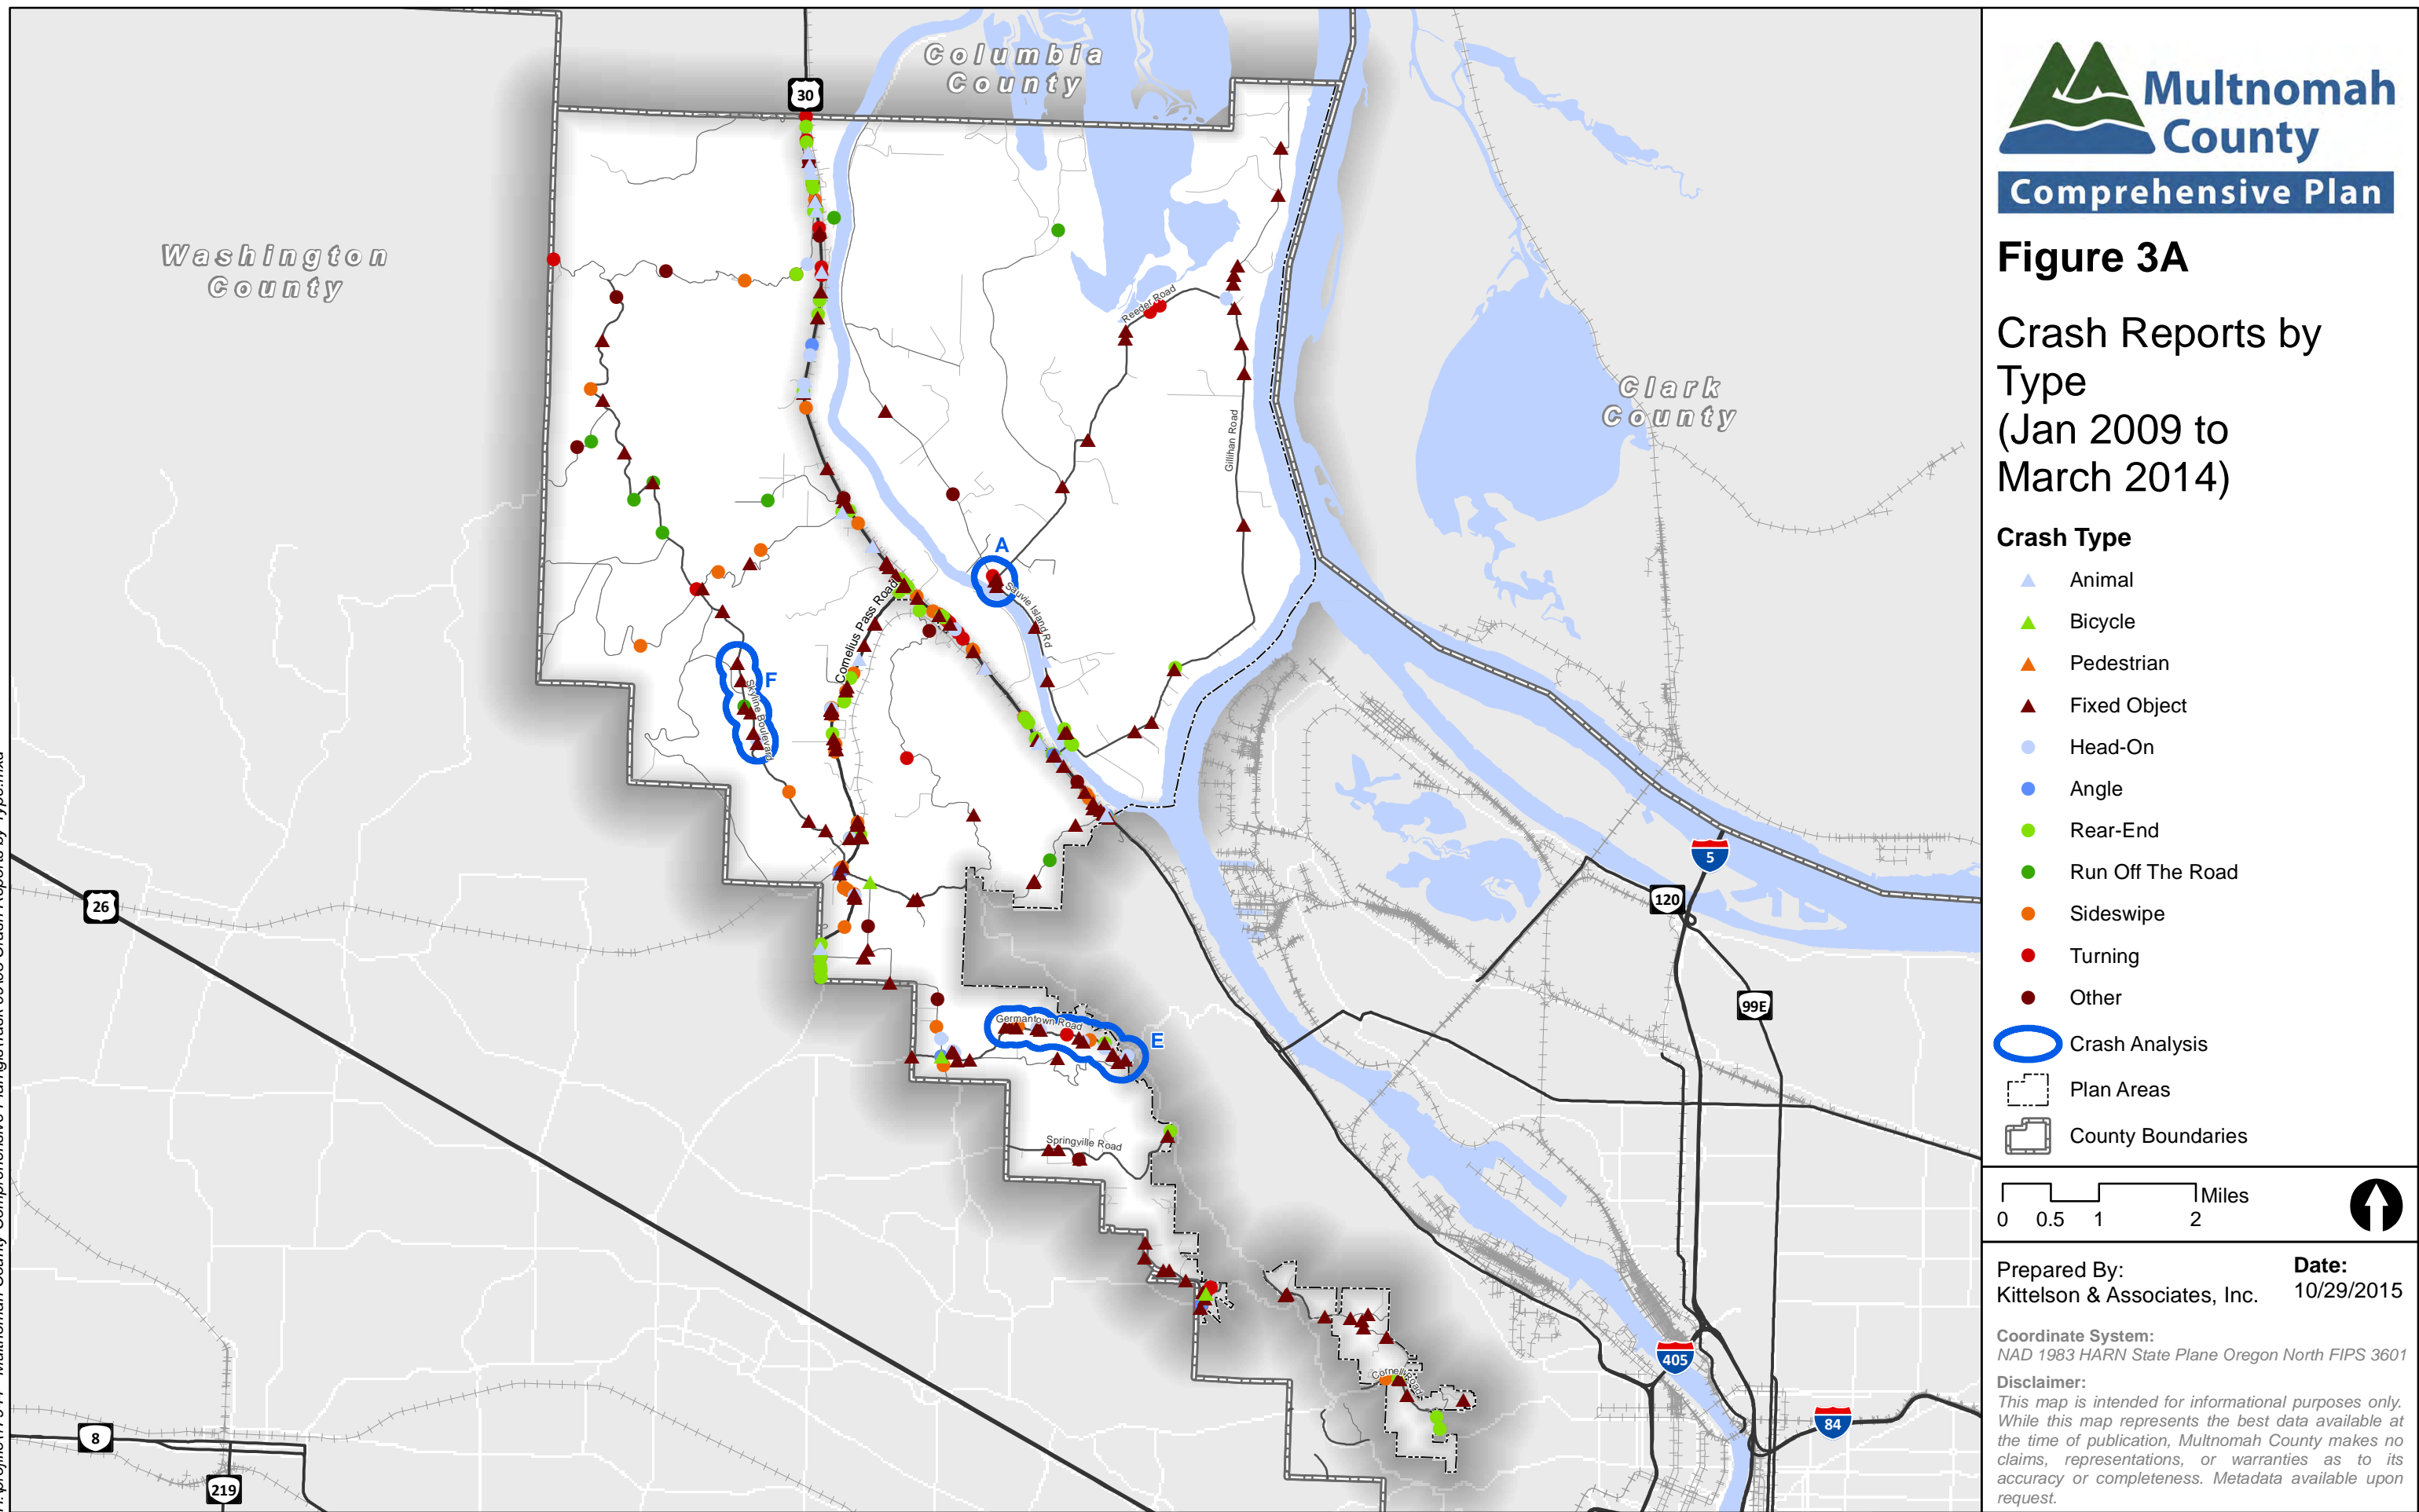 Columbia
County
30
Washington
County
Reeder Road
Clark
County
Gillihan Road
A
Sauvie Island Rd
Cornelius Pass Road
F
Skyline Boulevard
5
26
120
99E
Germantown Road
E
Springville Road
Cornell Road
405
84
8
219
Multnomah
County
Comprehensive Plan
Figure 3A
Crash Reports by
Type
(Jan 2009 to
March 2014)
Crash Type
Animal
Bicycle
Pedestrian
Fixed Object
Head-On
Angle
Rear-End
Run Off The Road
Sideswipe
Turning
Other
Crash Analysis
Plan Areas
County Boundaries
Miles
0 0.5 1 2
Prepared By:
Kittelson & Associates, Inc.
Date:
10/29/2015
Coordinate System:
NAD 1983 HARN State Plane Oregon North FIPS 3601
Disclaimer:
This map is intended for informational purposes only.
While this map represents the best data available at
the time of publication, Multnomah County makes no
claims, representations, or warranties as to its
accuracy or completeness. Metadata available upon
request.